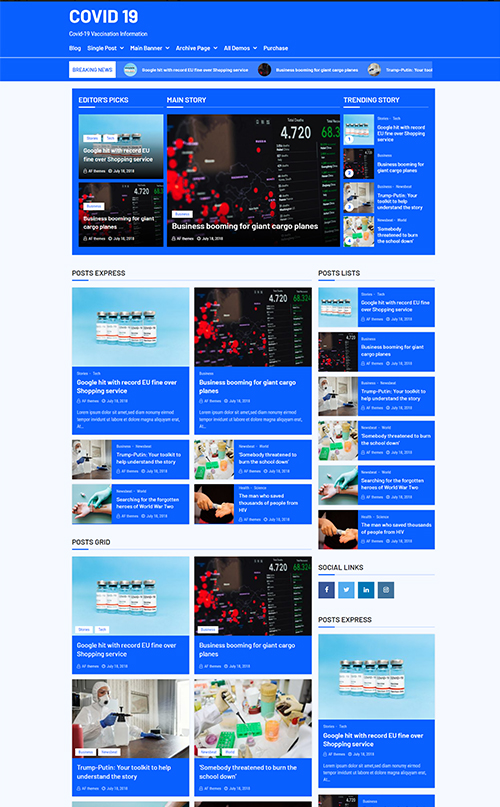 COVID 19
Covid-19 Vaccination Information
Blog Single Post Main Banner Archive Page All Demos Purchase
BREAKING NEWS Google hit with record EU fine over Shopping service Business booming for giant cargo planes Trump-Putin: Your tool
EDITOR'S PICKS
Stories Tech
Google hit with record EU fine over Shopping service
AF themes July 18, 2018
Business
Business booming for giant cargo planes
AF themes July 18, 2018
MAIN STORY
Total Deaths
4.720
68.3
Business
Business booming for giant cargo planes
AF themes July 18, 2018
TRENDING STORY
Stories - Tech
Google hit with record EU fine over Shopping service
1
Business
Business booming for giant cargo planes
2
Business - Newsbeat
Trump-Putin: Your toolkit to help understand the story
3
Newsbeat - World
'Somebody threatened to burn the school down'
4
POSTS EXPRESS
Stories - Tech
Google hit with record EU fine over
Shopping service
AF themes July 18, 2018
Lorem ipsum dolor sit amet,sed diam nonumy eirmod
tempor invidunt ut labore et dolore magna aliquyam erat,
At...
4.720 68.324
Business
Business booming for giant cargo
planes
AF themes July 18, 2018
Lorem ipsum dolor sit amet,sed diam nonumy eirmod
tempor invidunt ut labore et dolore magna aliquyam erat,
At...
Business - Newsbeat
Trump-Putin: Your toolkit to
help understand the story
AF themes July 18, 2018
Newsbeat - World
'Somebody threatened to
burn the school down'
AF themes July 18, 2018
Newsbeat - World
Searching for the forgotten
heroes of World War Two
AF themes July 18, 2018
Health - Science
The man who saved
thousands of people from
HIV
AF themes July 18, 2018
POSTS LISTS
Stories - Tech
Google hit with record EU fine
over Shopping service
AF themes July 18, 2018
Business
Business booming for giant
cargo planes
AF themes July 18, 2018
Business - Newsbeat
Trump-Putin: Your toolkit to
help understand the story
AF themes July 18, 2018
Newsbeat - World
'Somebody threatened to burn
the school down'
AF themes July 18, 2018
Newsbeat - World
Searching for the forgotten
heroes of World War Two
AF themes July 18, 2018
Health - Science
The man who saved thousands
of people from HIV
AF themes July 18, 2018
POSTS GRID
Stories Tech
Google hit with record EU fine over
Shopping service
AF themes July 18, 2018
4.720 68.324
Business
Business booming for giant cargo
planes
AF themes July 18, 2018
Business Newsbeat
Trump-Putin: Your toolkit to help
understand the story
AF themes July 18, 2018
Newsbeat World
'Somebody threatened to burn the
school down'
AF themes July 18, 2018
SOCIAL LINKS
POSTS EXPRESS
Stories - Tech
Google hit with record EU fine over
Shopping service
AF themes July 18, 2018
Lorem ipsum dolor sit amet,sed diam nonumy eirmod
tempor invidunt ut labore et dolore magna aliquyam erat,
At...
Business
Business booming for giant